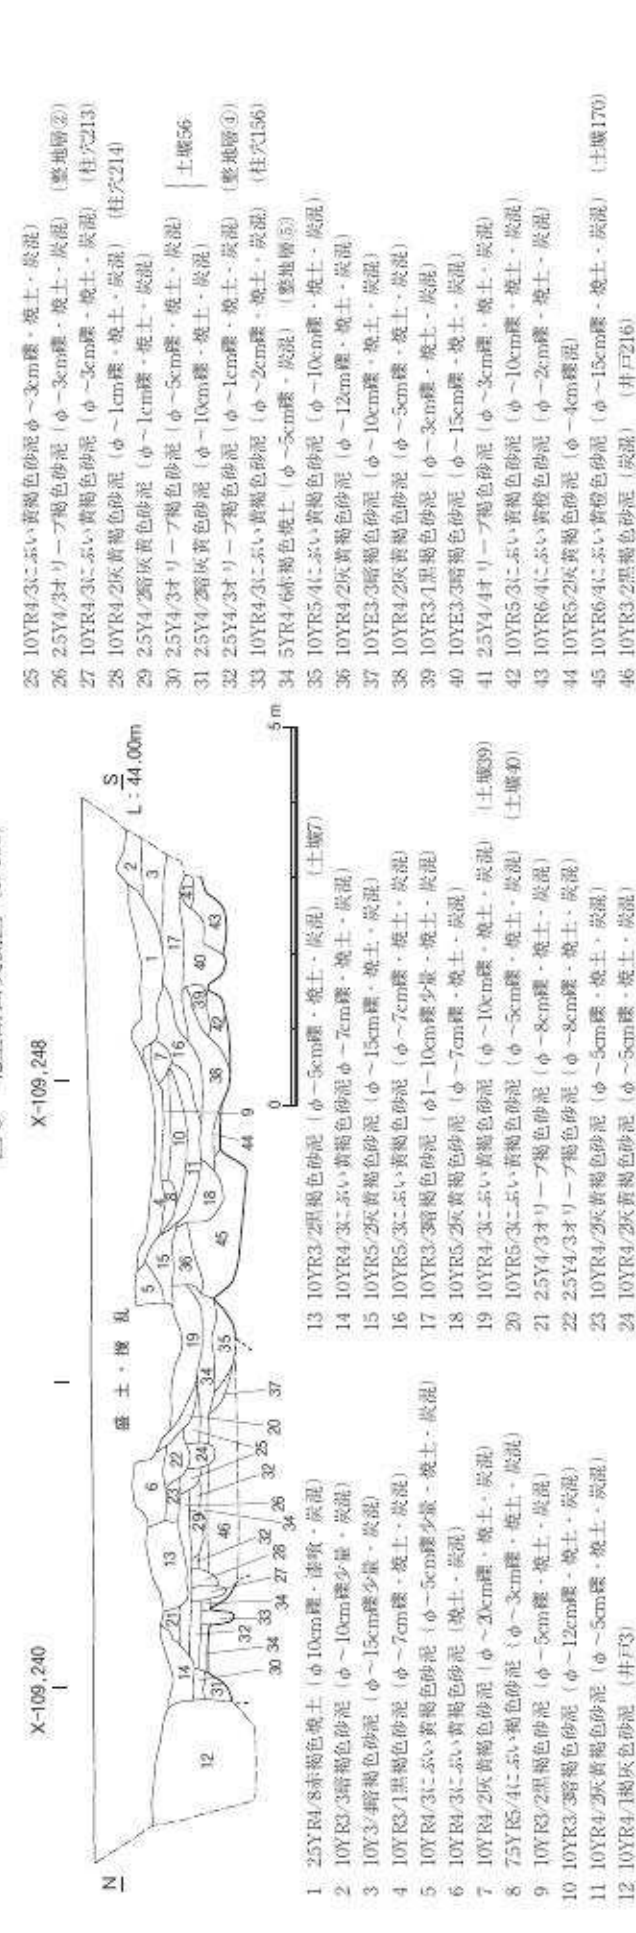 X-109,240
X-109,248
N
S
L : 44.00m
盛土・攪乱
0
5 m
1 2.5YR4/8赤褐色焼土（φ10cm礫・漆喰・炭混）
2 10YR3/3暗褐色砂泥（φ～10cm礫少量・炭混）
3 10Y3/4暗褐色砂泥（φ～15cm礫少量・炭混）
4 10YR3/1黒褐色砂泥（φ～7cm礫・焼土・炭混）
5 10YR4/3にぶい黄褐色砂泥（φ～5cm礫少量・焼土・炭混）
6 10YR4/3にぶい黄褐色砂泥（焼土・炭混）
7 10YR4/2灰黄褐色砂泥（φ～20cm礫・焼土・炭混）
8 7.5YR5/4にぶい褐色砂泥（φ～3cm礫・焼土・炭混）
9 10YR3/2黒褐色砂泥（φ～5cm礫・焼土・炭混）
10 10YR3/3暗褐色砂泥（φ～12cm礫・焼土・炭混）
11 10YR4/2灰黄褐色砂泥（φ～5cm礫・焼土・炭混）
12 10YR4/1褐灰色砂泥（井戸3）
13 10YR3/2黒褐色砂泥（φ～5cm礫・焼土・炭混）（土壙7）
14 10YR4/3にぶい黄褐色砂泥φ～7cm礫・焼土・炭混）
15 10YR5/2灰黄褐色砂泥（φ～15cm礫・焼土・炭混）
16 10YR5/3にぶい黄褐色砂泥（φ～7cm礫・焼土・炭混）
17 10YR3/3暗褐色砂泥（φ1～10cm礫少量・焼土・炭混）
18 10YR5/2灰黄褐色砂泥（φ～7cm礫・焼土・炭混）
19 10YR4/3にぶい黄褐色砂泥（φ～10cm礫・焼土・炭混）（土壙39）
20 10YR5/3にぶい黄褐色砂泥（φ～5cm礫・焼土・炭混）（土壙40）
21 2.5Y4/3オリーブ褐色砂泥（φ～8cm礫・焼土・炭混）
22 2.5Y4/3オリーブ褐色砂泥（φ～8cm礫・焼土・炭混）
23 10YR4/2灰黄褐色砂泥（φ～5cm礫・焼土・炭混）
24 10YR4/2灰黄褐色砂泥（φ～5cm礫・焼土・炭混）
25 10YR4/3にぶい黄褐色砂泥φ～3cm礫・焼土・炭混）
26 2.5Y4/3オリーブ褐色砂泥（φ～3cm礫・焼土・炭混）（整地層②）
27 10YR4/3にぶい黄褐色砂泥（φ～3cm礫・焼土・炭混）（柱穴213）
28 10YR4/2灰黄褐色砂泥（φ～1cm礫・焼土・炭混）（柱穴214）
29 2.5Y4/2暗灰黄色砂泥（φ～1cm礫・焼土・炭混）
30 2.5Y4/3オリーブ褐色砂泥（φ～5cm礫・焼土・炭混）
31 2.5Y4/2暗灰黄色砂泥（φ～10cm礫・焼土・炭混）
土壙56
32 2.5Y4/3オリーブ褐色砂泥（φ～1cm礫・焼土・炭混）（整地層④）
33 10YR4/3にぶい黄褐色砂泥（φ～2cm礫・焼土・炭混）（柱穴156）
34 5YR4/6赤褐色焼土（φ～5cm礫・炭混）（整地層⑤）
35 10YR5/4にぶい黄褐色砂泥（φ～10cm礫・焼土・炭混）
36 10YR4/2灰黄褐色砂泥（φ～12cm礫・焼土・炭混）
37 10YE3/3暗褐色砂泥（φ～10cm礫・焼土・炭混）
38 10YR4/2灰黄褐色砂泥（φ～5cm礫・焼土・炭混）
39 10YR3/1黒褐色砂泥（φ～3cm礫・焼土・炭混）
40 10YE3/3暗褐色砂泥（φ～15cm礫・焼土・炭混）
41 2.5Y4/4オリーブ褐色砂泥（φ～3cm礫・焼土・炭混）
42 10YR5/3にぶい黄褐色砂泥（φ～10cm礫・焼土・炭混）
43 10YR6/4にぶい黄橙色砂泥（φ～2cm礫・焼土・炭混）
44 10YR5/2灰黄褐色砂泥（φ～4cm礫混）
45 10YR6/4にぶい黄橙色砂泥（φ～15cm礫・焼土・炭混）（土壙170）
46 10YR3/2黒褐色砂泥（炭混）（井戸216）